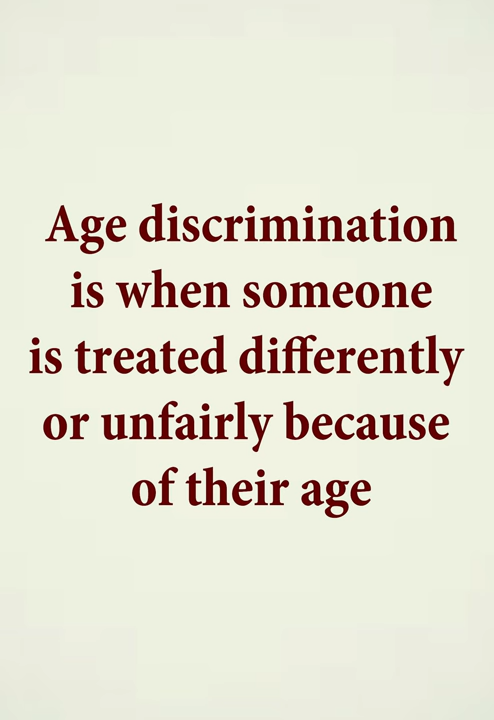 Age discrimination
is when someone
is treated differently
or unfairly because
of their age